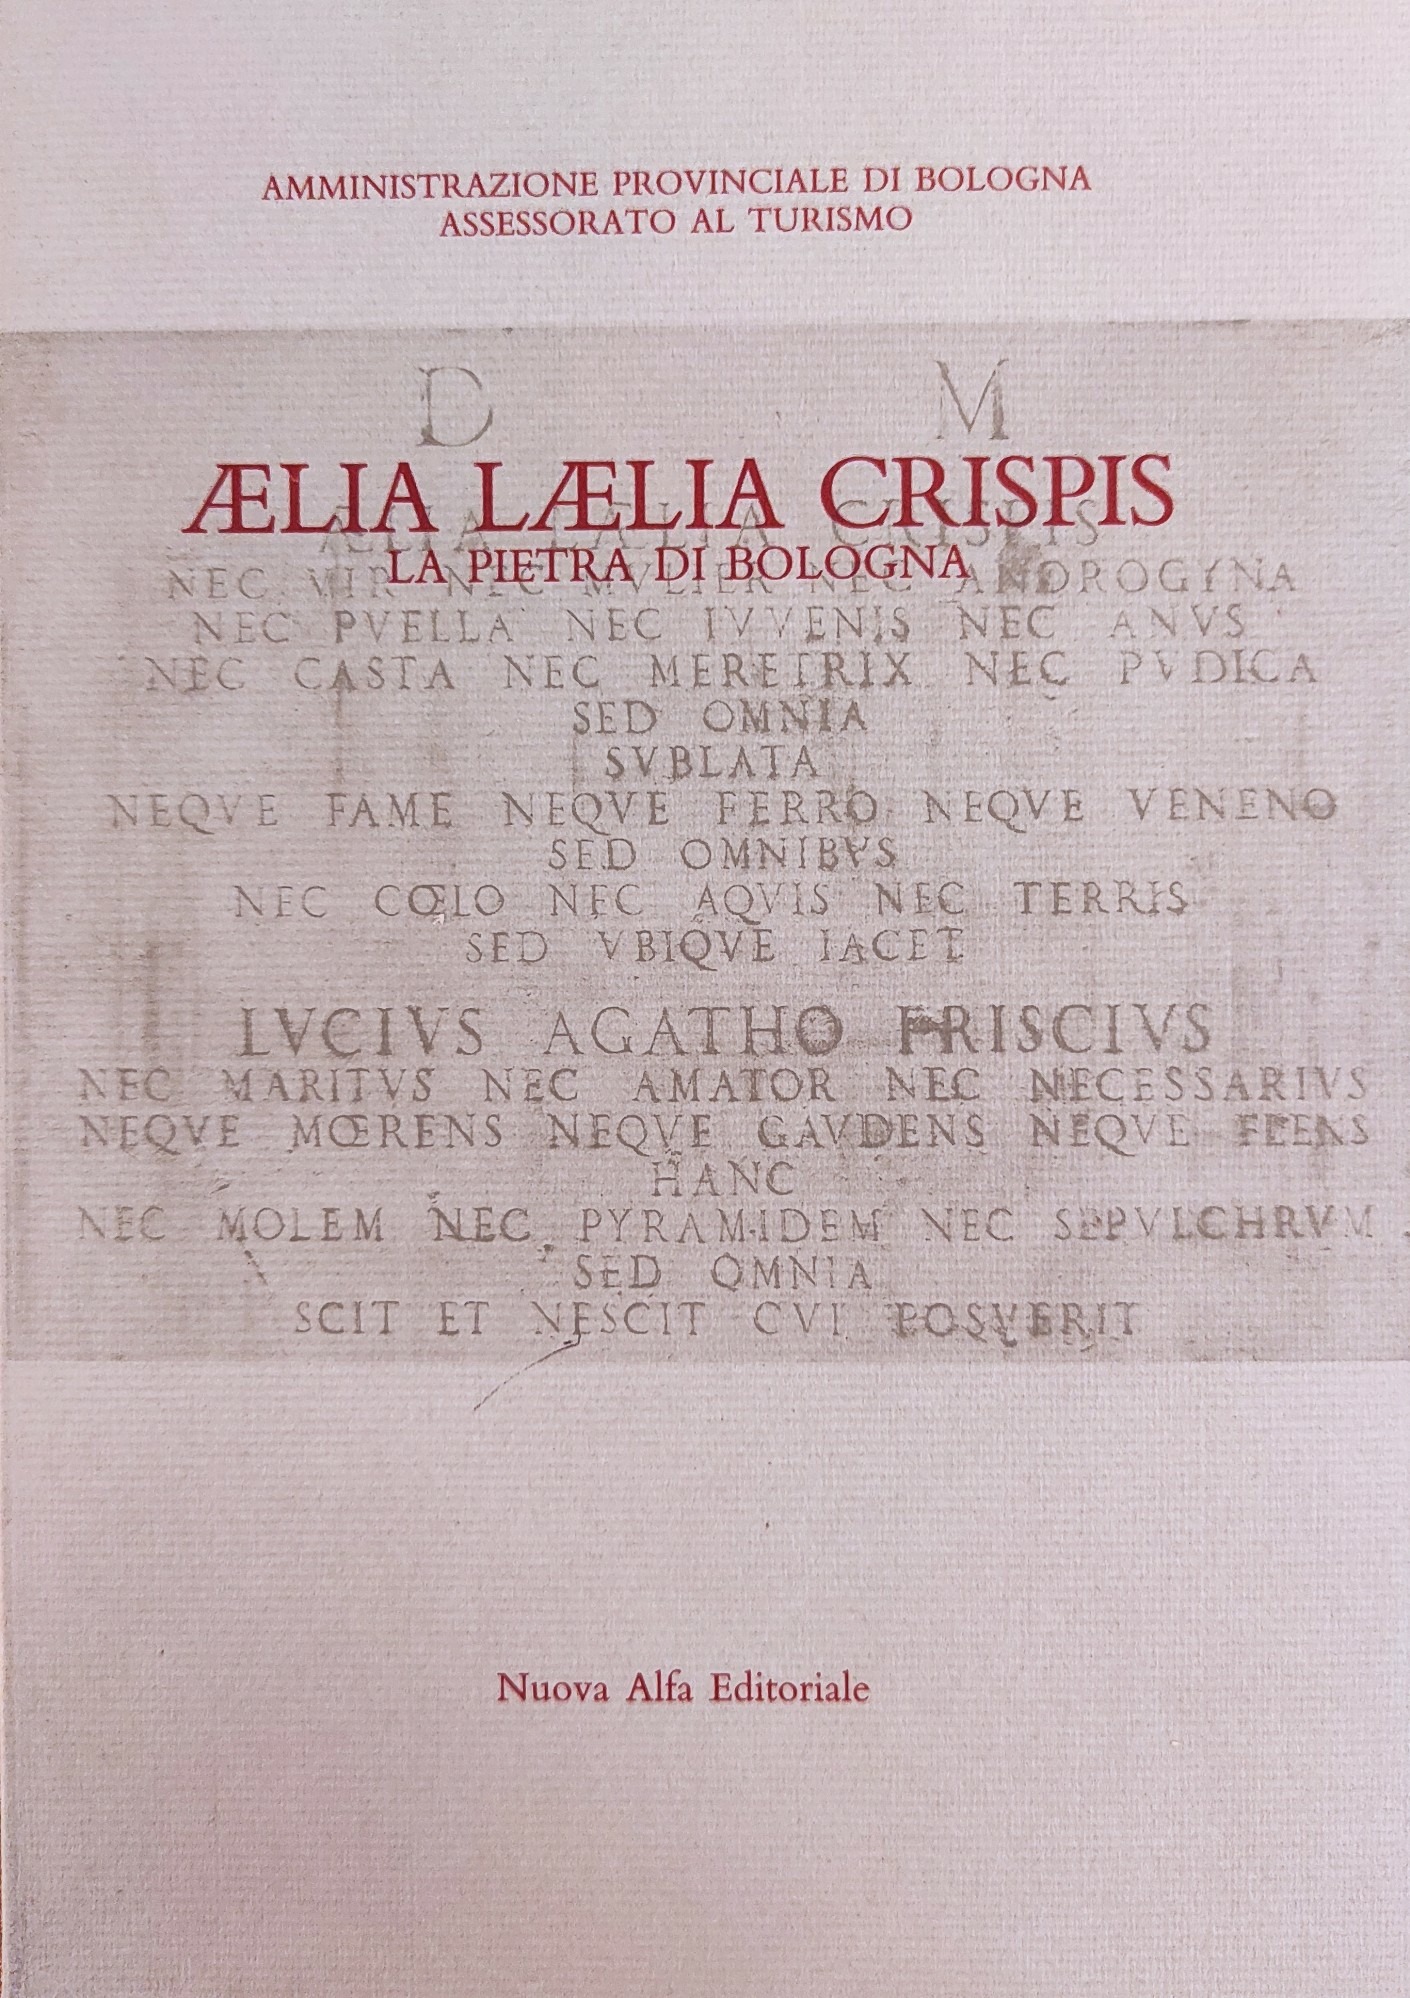 AMMINISTRAZIONE PROVINCIALE DI BOLOGNA
ASSESSORATO AL TURISMO
D M
ÆLIA LÆLIA CRISPIS
ÆLIA LÆLIA CRISPIS
LA PIETRA DI BOLOGNA
NEC VIR NEC MVLIER NEC ANDROGYNA
NEC PVELLA NEC IVVENIS NEC ANVS
NEC CASTA NEC MERETRIX NEC PVDICA
SED OMNIA
SVBLATA
NEQVE FAME NEQVE FERRO NEQVE VENENO
SED OMNIBVS
NEC CŒLO NEC AQVIS NEC TERRIS
SED VBIQVE IACET
LVCIVS AGATHO PRISCIVS
NEC MARITVS NEC AMATOR NEC NECESSARIVS
NEQVE MŒRENS NEQVE GAVDENS NEQVE FLENS
HANC
NEC MOLEM NEC PYRAMIDEM NEC SEPVLCHRVM
SED OMNIA
SCIT ET NESCIT CVI POSVERIT
Nuova Alfa Editoriale